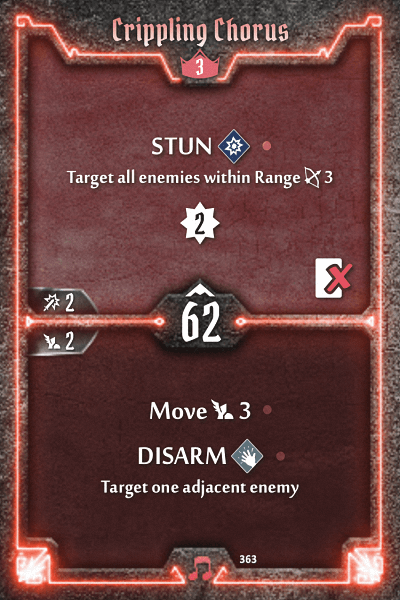 Crippling Chorus
3
STUN
Target all enemies within Range 3
2
2
62
2
Move 3
DISARM
Target one adjacent enemy
363